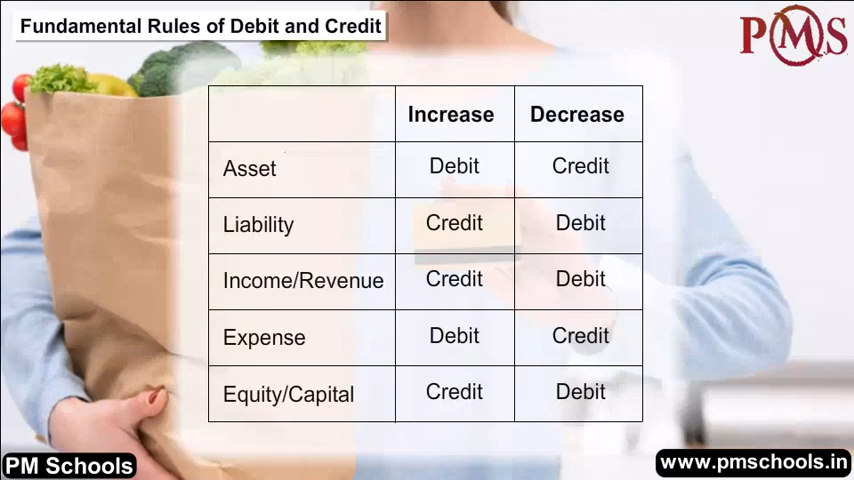 Fundamental Rules of Debit and Credit
PMS
Increase Decrease
Asset Debit Credit
Liability Credit Debit
Income/Revenue Credit Debit
Expense Debit Credit
Equity/Capital Credit Debit
PM Schools
www.pmschools.in